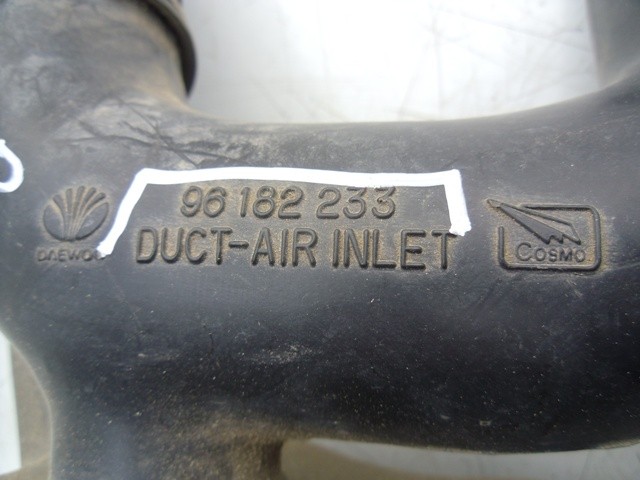 96 182 233
DUCT-AIR INLET
DAEWOO
COSMO